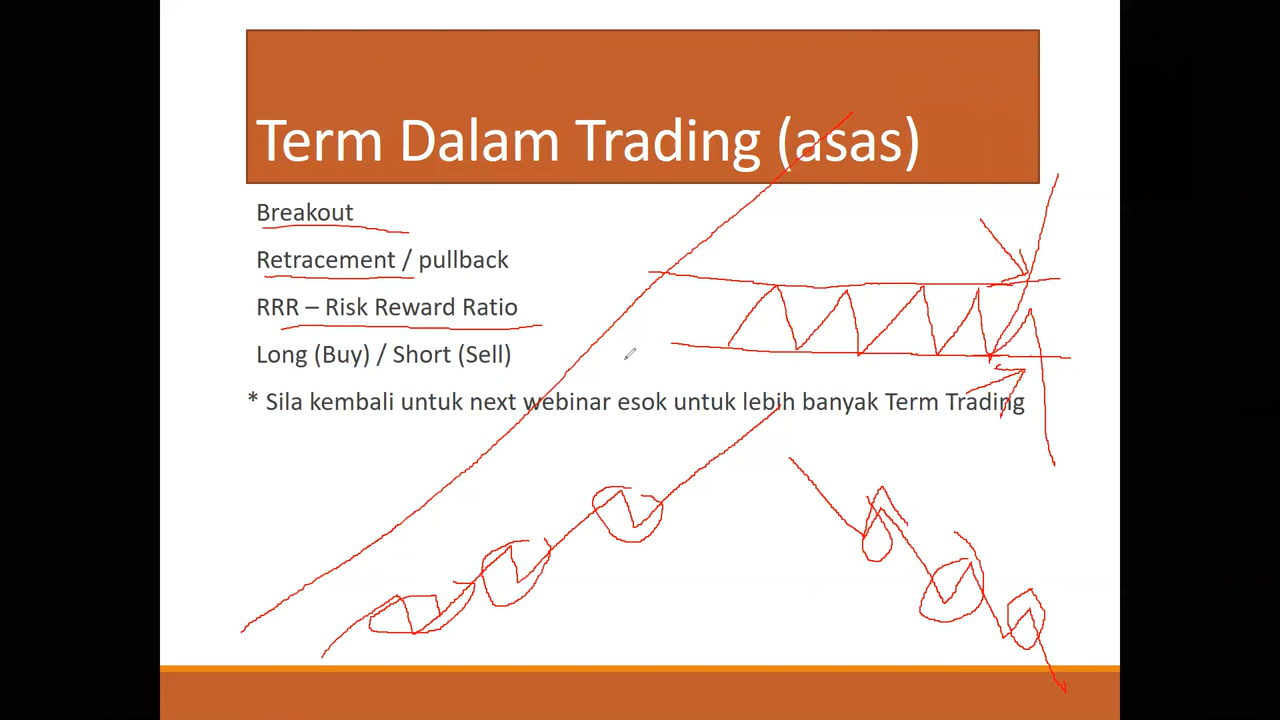 Term Dalam Trading (asas)
Breakout
Retracement / pullback
RRR – Risk Reward Ratio
Long (Buy) / Short (Sell)
* Sila kembali untuk next webinar esok untuk lebih banyak Term Trading